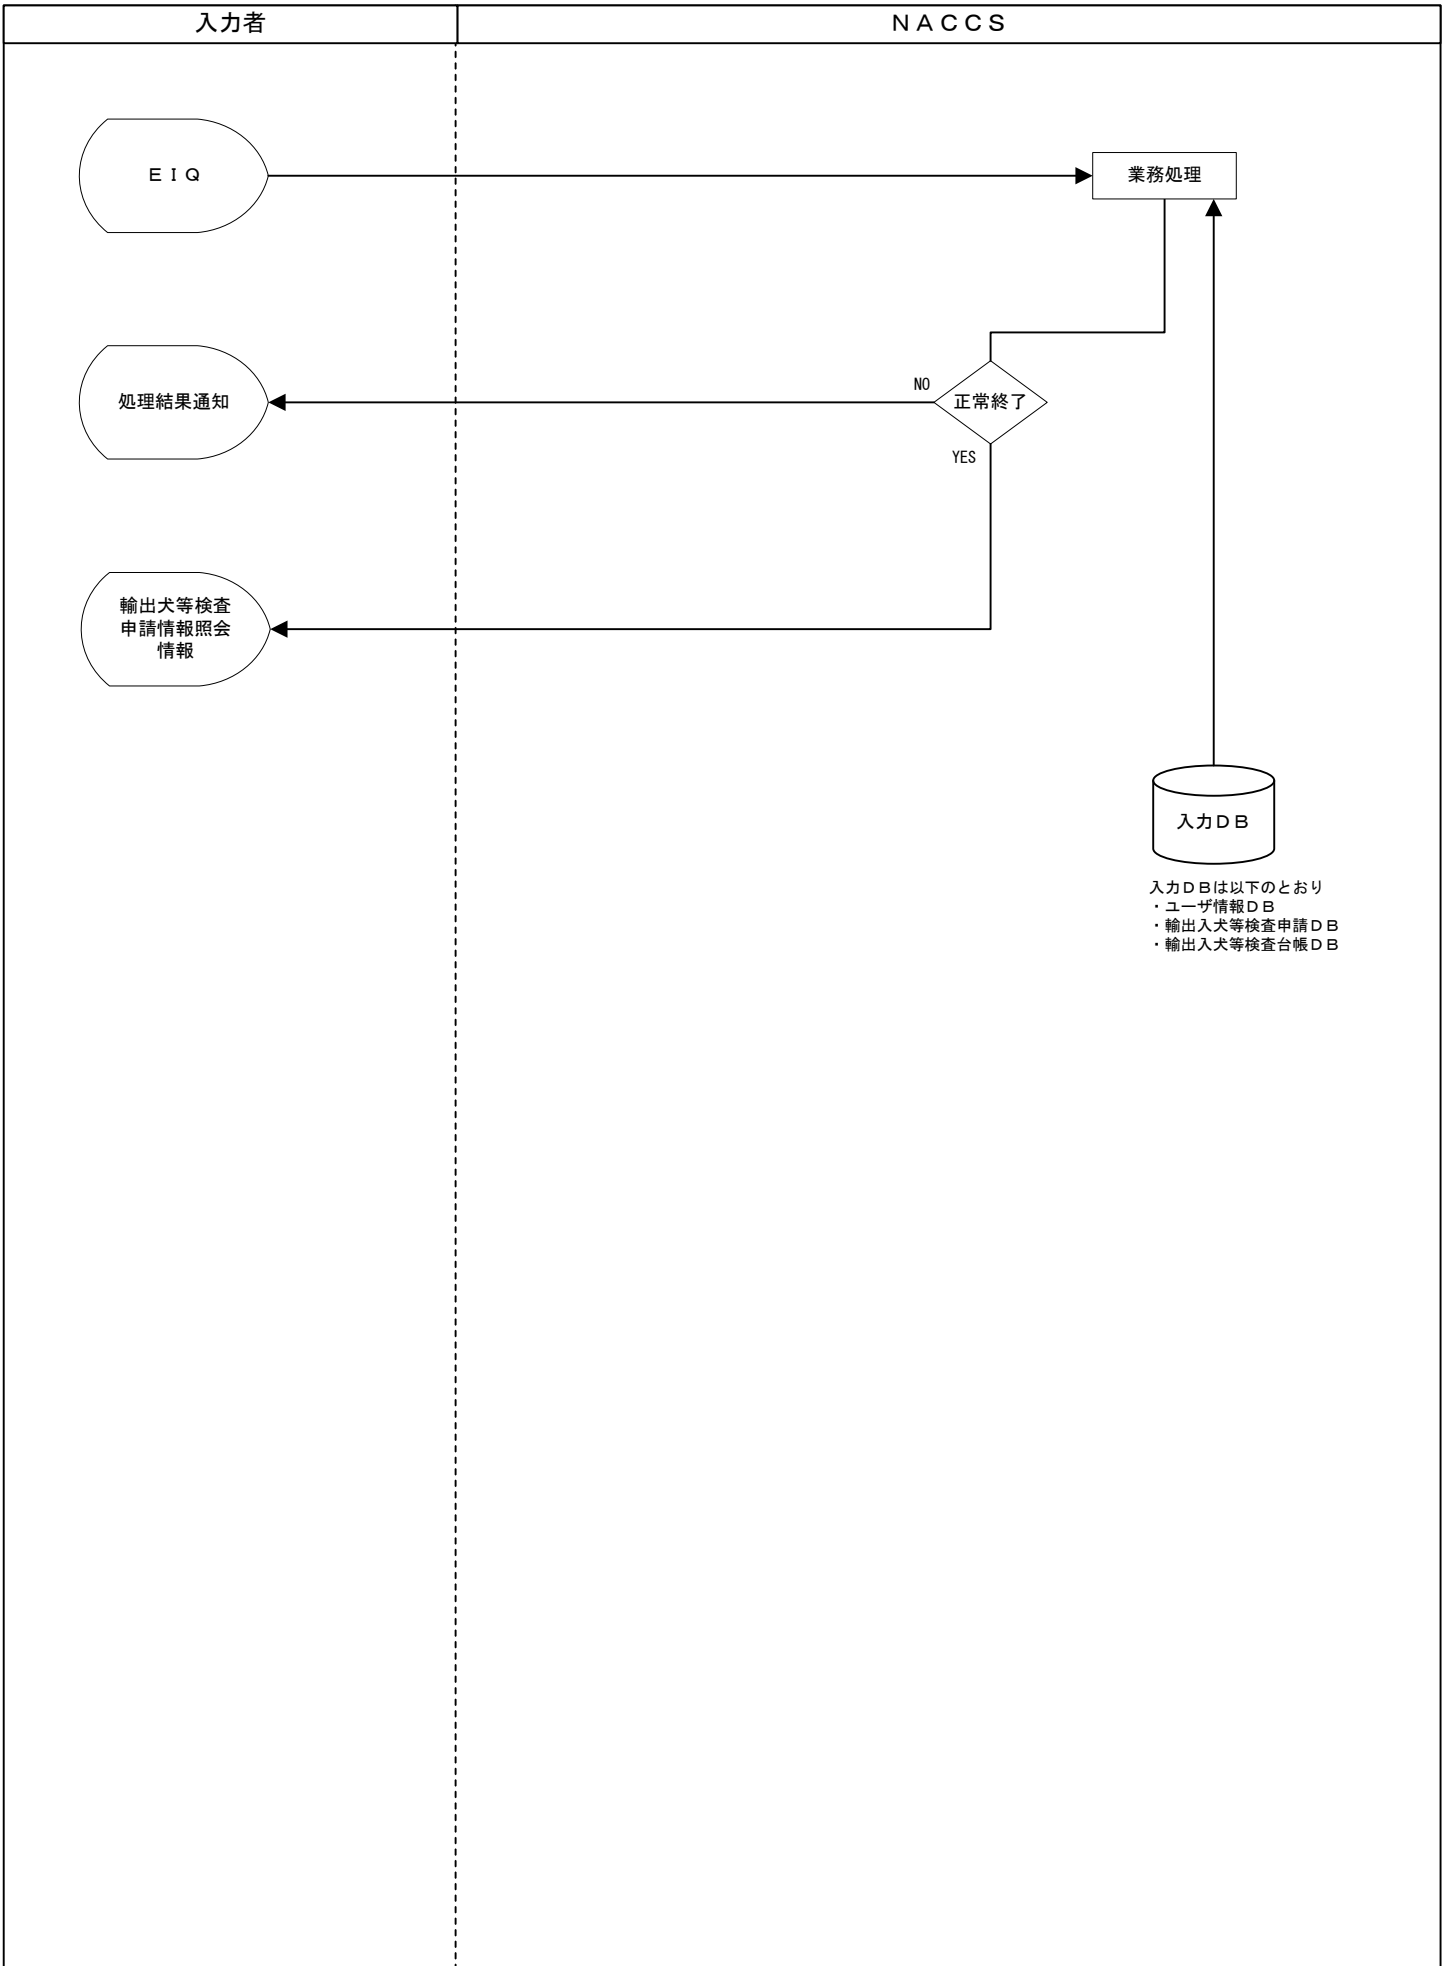 入力者
ＮＡＣＣＳ
ＥＩＱ
業務処理
処理結果通知
NO
正常終了
YES
輸出犬等検査
申請情報照会
情報
入力ＤＢ
入力ＤＢは以下のとおり
・ユーザ情報ＤＢ
・輸出入犬等検査申請ＤＢ
・輸出入犬等検査台帳ＤＢ